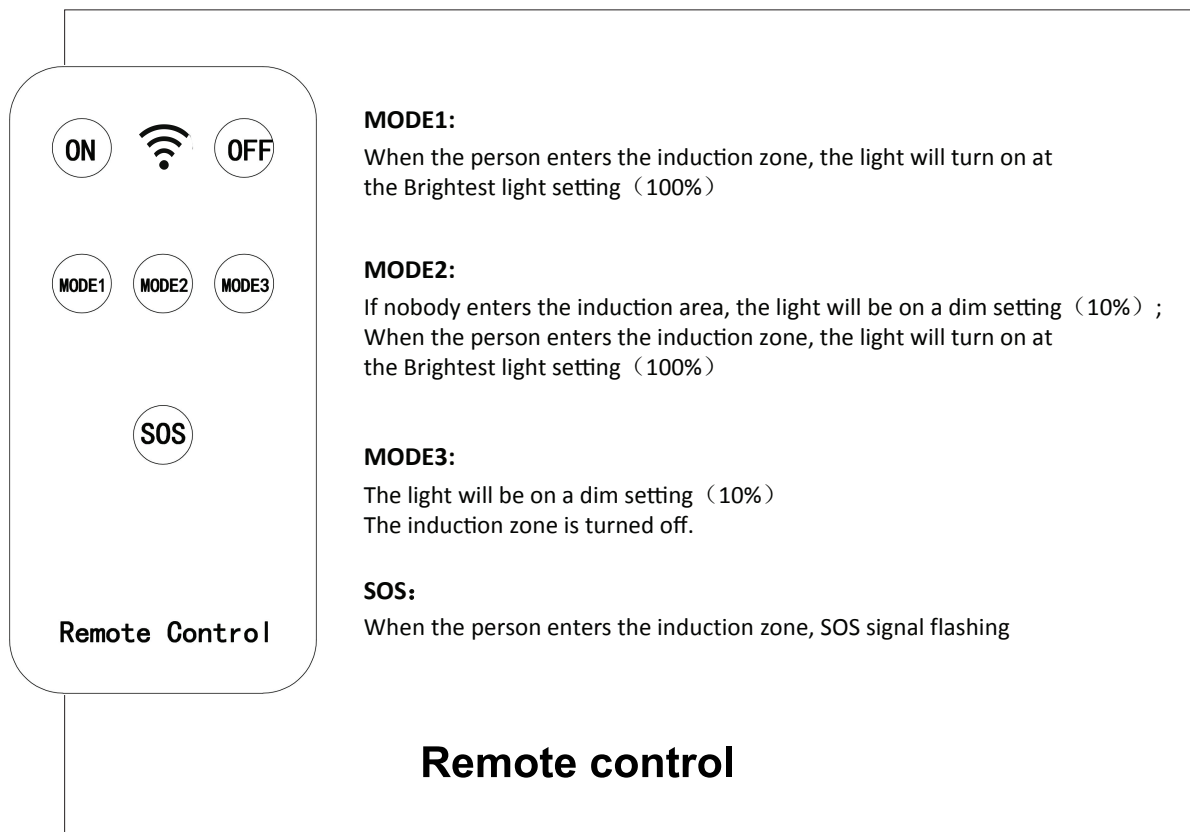 ON
OFF
MODE1
MODE2
MODE3
SOS
Remote Control
MODE1:
When the person enters the induction zone, the light will turn on at
the Brightest light setting（100%）
MODE2:
If nobody enters the induction area, the light will be on a dim setting（10%）;
When the person enters the induction zone, the light will turn on at
the Brightest light setting（100%）
MODE3:
The light will be on a dim setting（10%）
The induction zone is turned off.
SOS：
When the person enters the induction zone, SOS signal flashing
Remote control